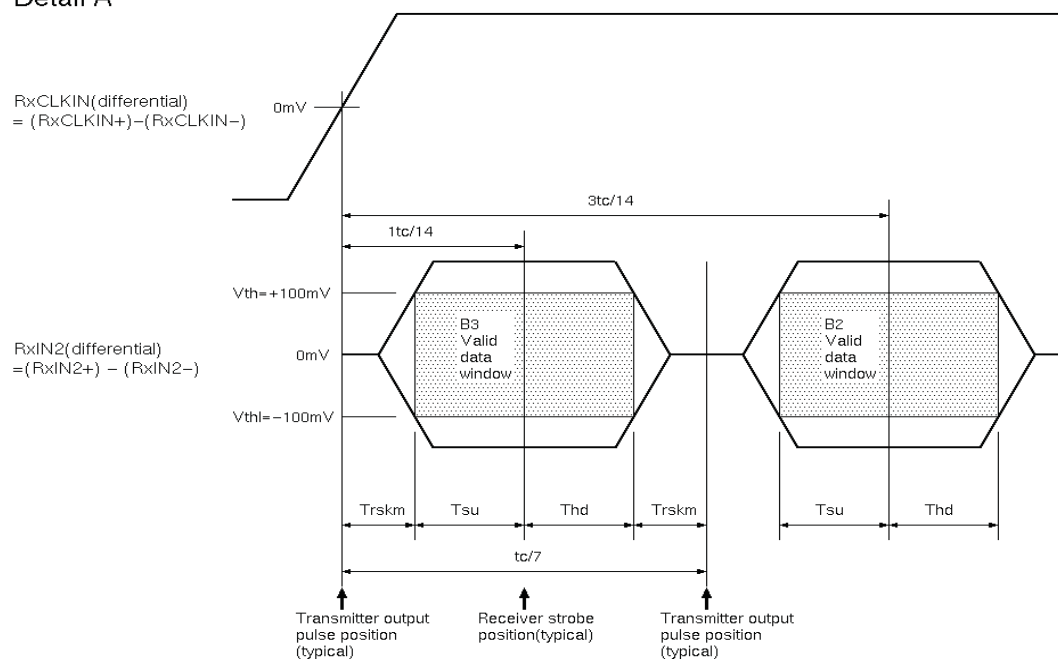 Detail A
RxCLKIN(differential)
= (RxCLKIN+)−(RxCLKIN−)
0mV
3tc/14
1tc/14
Vth=+100mV
B3
Valid
data
window
B2
Valid
data
window
RxIN2(differential)
=(RxIN2+) − (RxIN2−)
0mV
Vthl=−100mV
Trskm
Tsu
Thd
Trskm
Tsu
Thd
tc/7
Transmitter output
pulse position
(typical)
Receiver strobe
position(typical)
Transmitter output
pulse position
(typical)